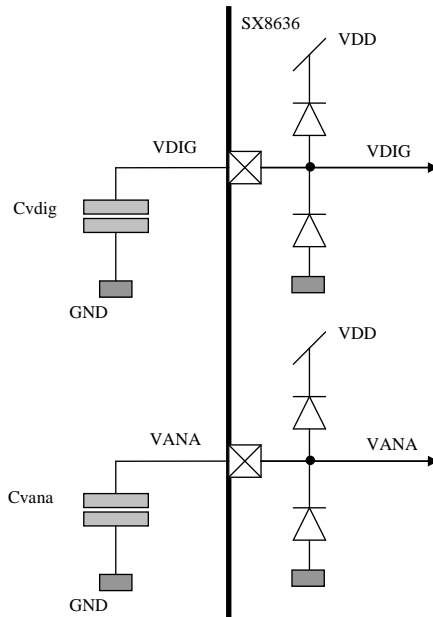 SX8636
VDD
VDIG
VDIG
Cvdig
GND
VDD
VANA
VANA
Cvana
GND